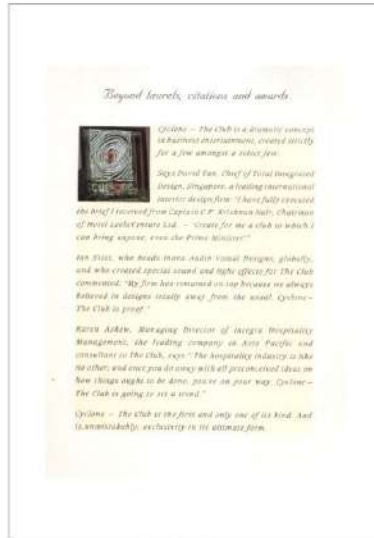 Beyond laurels, citations and awards.
CYCLONE
Cyclone – The Club is a dramatic concept
in business entertainment, created strictly
for a few amongst a select few.
Says David Tan, Chief of Total Integrated
Design, Singapore, a leading international
interior design firm "I have fully executed
the brief I received from Captain C.P. Krishnan Nair, Chairman
of Hotel LeelaVenture Ltd. – 'Create for me a club to which I
can bring anyone, even the Prime Minister'"
Ian who heads Audio Visual Designs, globally,
and who created special sound and light effects for The Club
commented: "My firm has remained on top because we always
believed in designs totally away from the usual. Cyclone –
The Club is proof."
Karen Askew, Managing Director of Integra Hospitality
Management, the leading company in Asia Pacific and
consultant to The Club, says "The hospitality industry is like
no other; and once you do away with all preconceived ideas on
how things ought to be done, you're on your way. Cyclone –
The Club is going to set a trend."
Cyclone – The Club is the first and only one of its kind. And
is, unmistakably, exclusivity in its ultimate form.